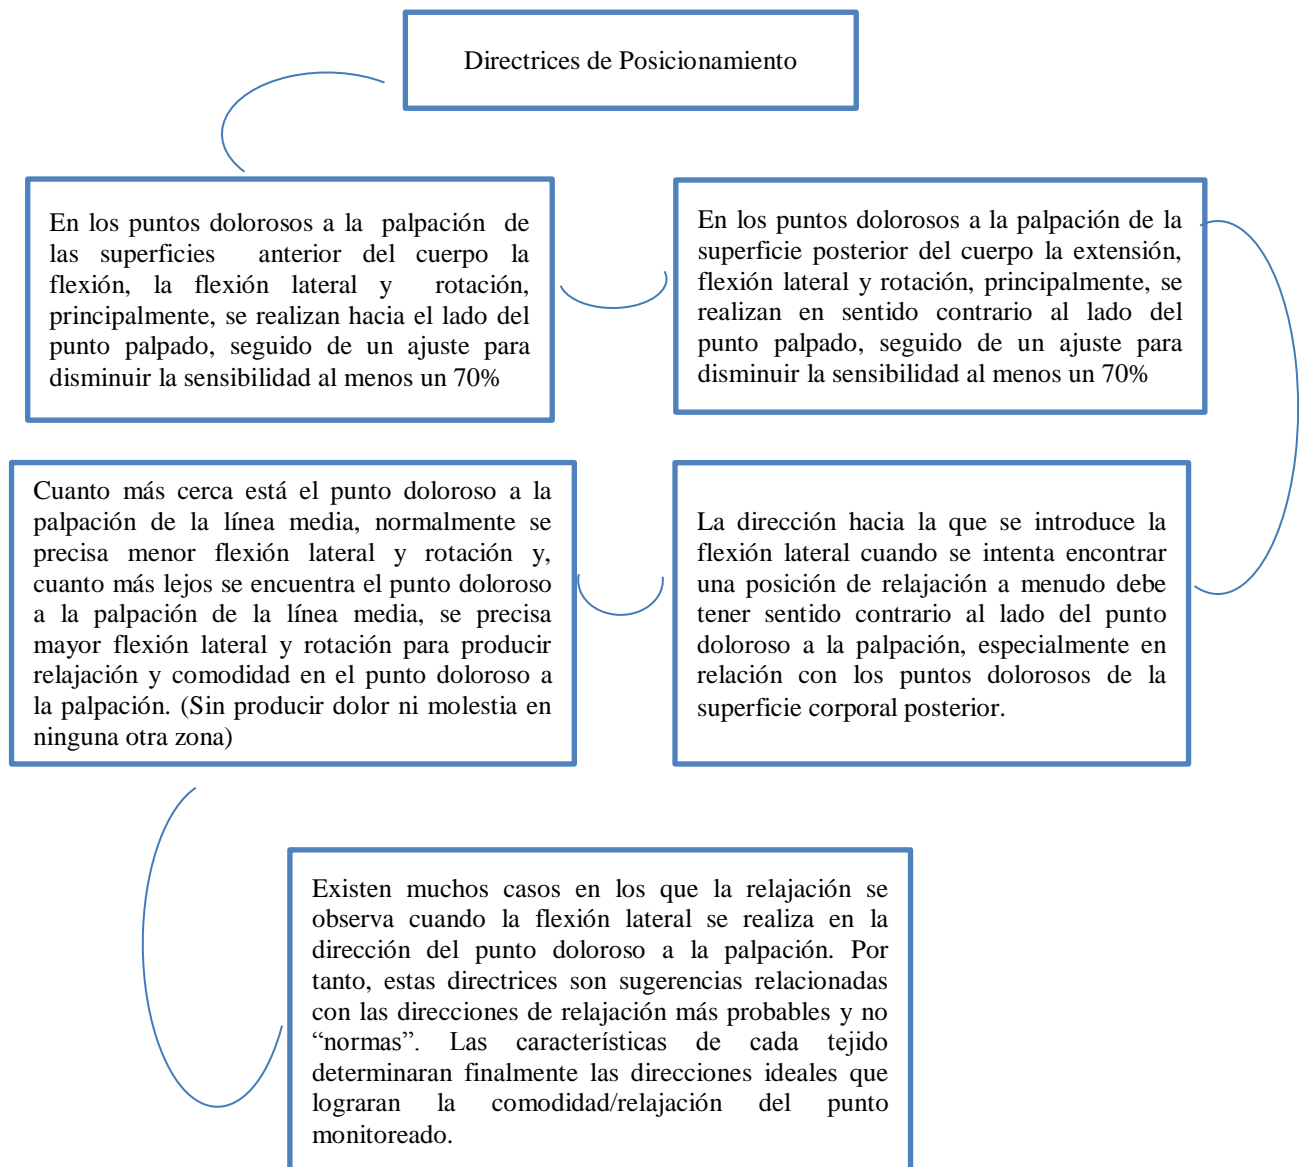 Directrices de Posicionamiento
En los puntos dolorosos a la palpación de
las superficies anterior del cuerpo la
flexión, la flexión lateral y rotación,
principalmente, se realizan hacia el lado del
punto palpado, seguido de un ajuste para
disminuir la sensibilidad al menos un 70%
En los puntos dolorosos a la palpación de la
superficie posterior del cuerpo la extensión,
flexión lateral y rotación, principalmente, se
realizan en sentido contrario al lado del
punto palpado, seguido de un ajuste para
disminuir la sensibilidad al menos un 70%
La dirección hacia la que se introduce la
flexión lateral cuando se intenta encontrar
una posición de relajación a menudo debe
tener sentido contrario al lado del punto
doloroso a la palpación, especialmente en
relación con los puntos dolorosos de la
superficie corporal posterior.
Cuanto más cerca está el punto doloroso a la
palpación de la línea media, normalmente se
precisa menor flexión lateral y rotación y,
cuanto más lejos se encuentra el punto doloroso
a la palpación de la línea media, se precisa
mayor flexión lateral y rotación para producir
relajación y comodidad en el punto doloroso a
la palpación. (Sin producir dolor ni molestia en
ninguna otra zona)
Existen muchos casos en los que la relajación se
observa cuando la flexión lateral se realiza en la
dirección del punto doloroso a la palpación. Por
tanto, estas directrices son sugerencias relacionadas
con las direcciones de relajación más probables y no
“normas”. Las características de cada tejido
determinaran finalmente las direcciones ideales que
lograran la comodidad/relajación del punto
monitoreado.